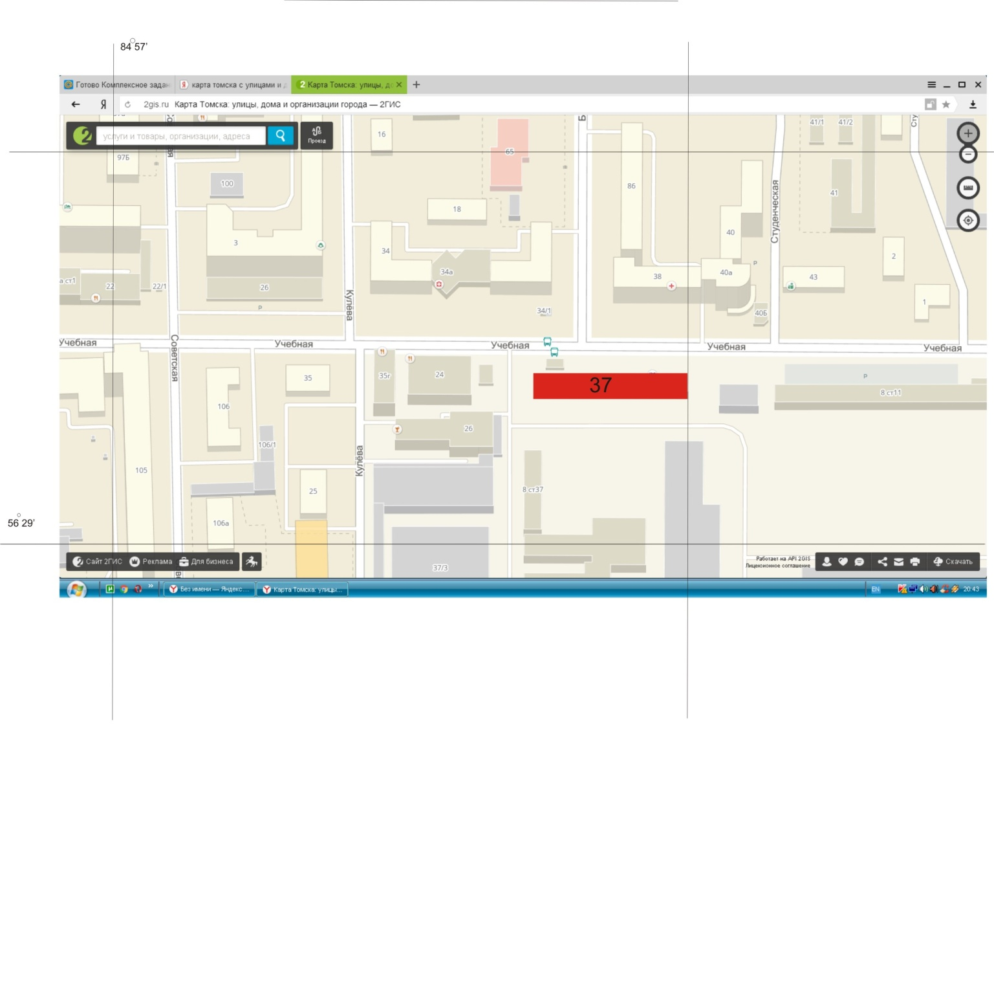 84°57'
Готово Комплексное задан
карта томска с улицами и д
Карта Томска: улицы, до
2gis.ru Карта Томска: улицы, дома и организации города — 2ГИС
услуги и товары, организации, адреса
Проезд
16
65
Б
41/1
41/2
97Б
100
18
86
41
Студенческая
3
34
34а
40
2
а ст1
22
22/1
26
P
Кулёва
38
40а
P
43
1
34/1
40Б
Учебная
Учебная
Учебная
Учебная
Учебная
Советская
35
35г
24
37
P
8 ст11
106
26
106/1
105
Кулёва
25
8 ст37
56°29'
106а
37/3
Сайт 2ГИС
Реклама
Для бизнеса
Работает на API 2GIS
Лицензионное соглашение
Скачать
Без имени — Яндекс....
Карта Томска: улицы...
EN
20:43